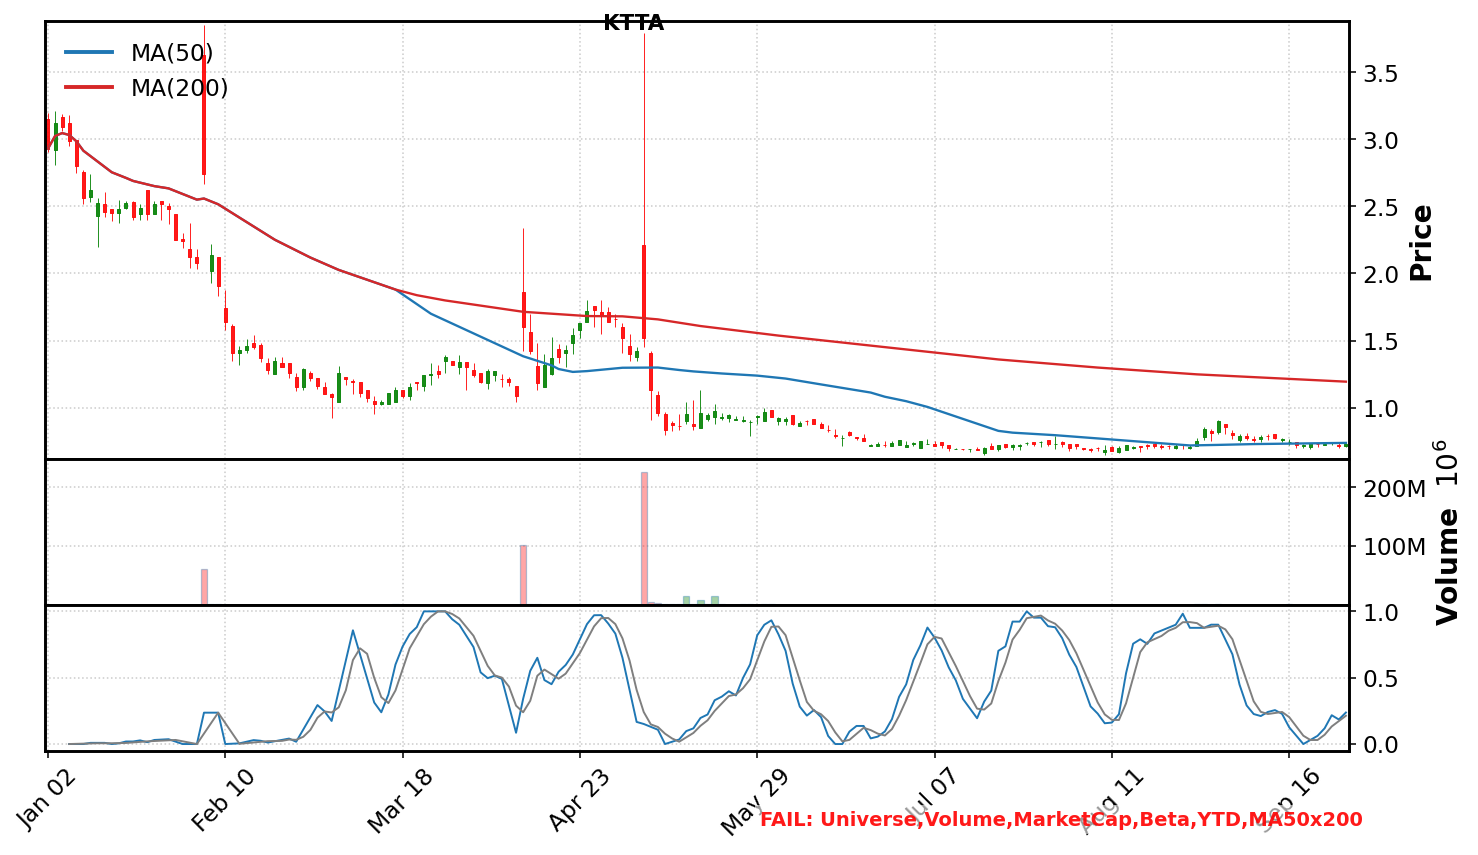 KTTA
MA(50)
MA(200)
3.5
3.0
2.5
2.0
1.5
1.0
Price
200M
100M
Volume 10^6
1.0
0.5
0.0
Jan 02
Feb 10
Mar 18
Apr 23
May 29
Jul 07
Aug 11
Sep 16
FAIL: Universe,Volume,MarketCap,Beta,YTD,MA50x200